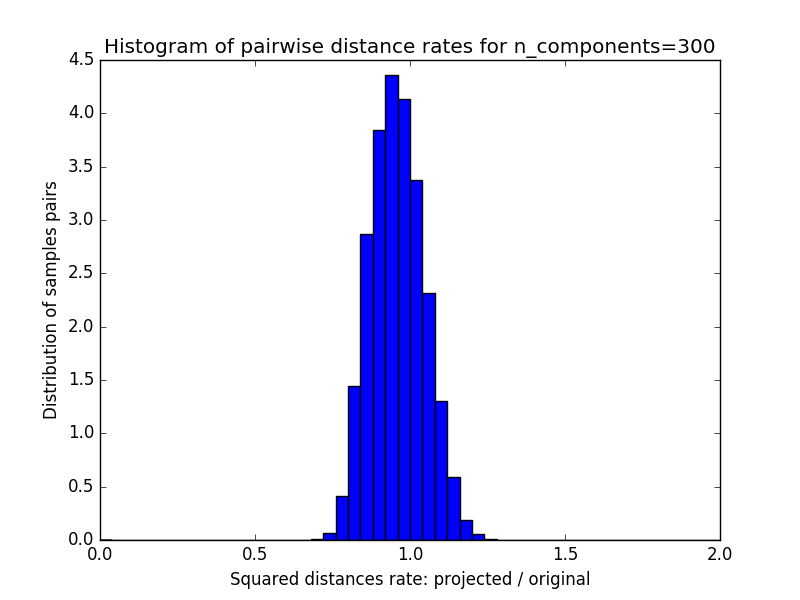 Histogram of pairwise distance rates for n_components=300
4.5
4.0
3.5
3.0
2.5
2.0
1.5
1.0
0.5
0.0
Distribution of samples pairs
0.0 0.5 1.0 1.5 2.0
Squared distances rate: projected / original